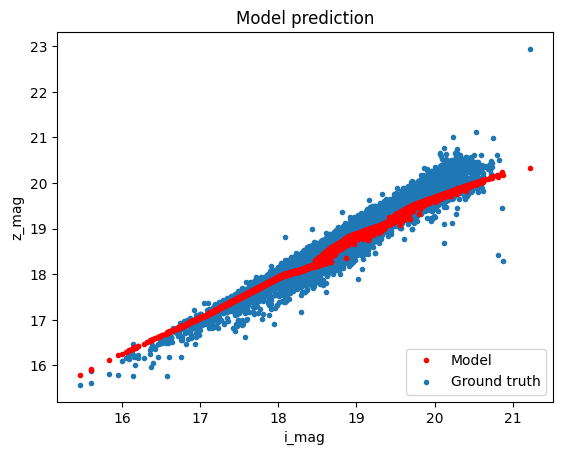 Model prediction
23
22
21
20
19
18
17
16
z_mag
16 17 18 19 20 21
i_mag
Model
Ground truth